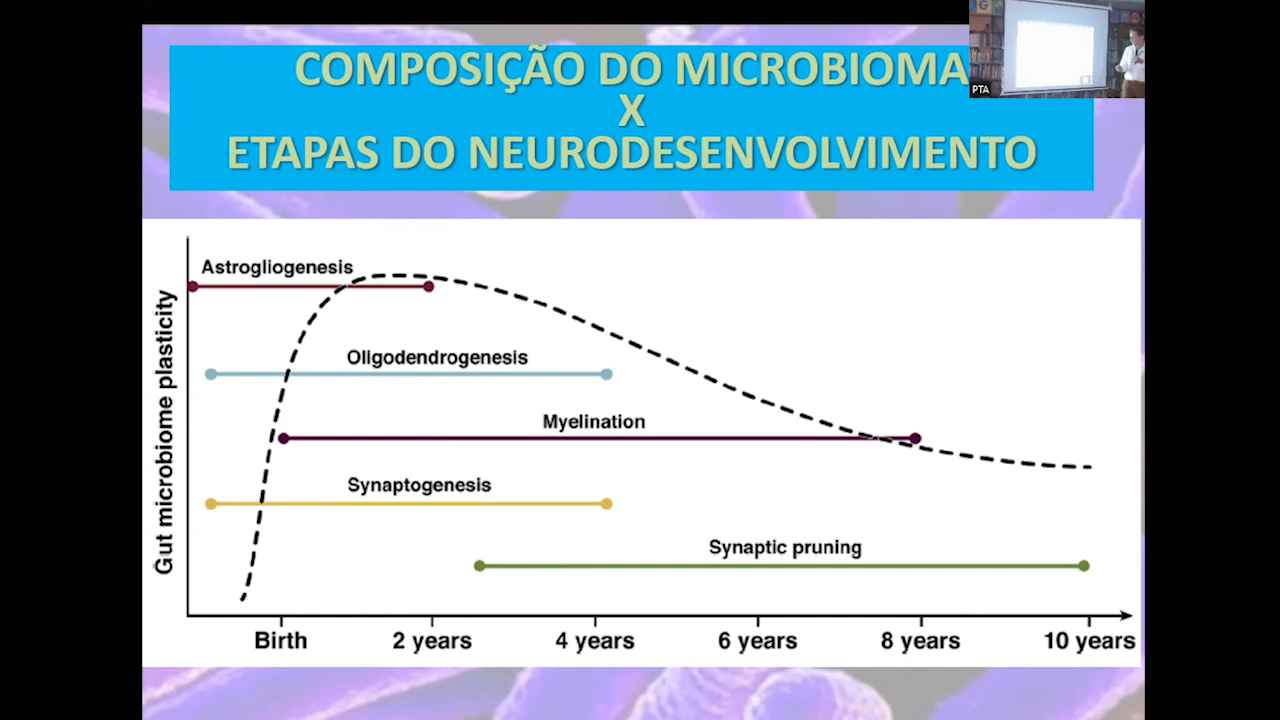 COMPOSIÇÃO DO MICROBIOMA
X
ETAPAS DO NEURODESENVOLVIMENTO
PTA
Gut microbiome plasticity
Astrogliogenesis
Oligodendrogenesis
Myelination
Synaptogenesis
Synaptic pruning
Birth 2 years 4 years 6 years 8 years 10 years